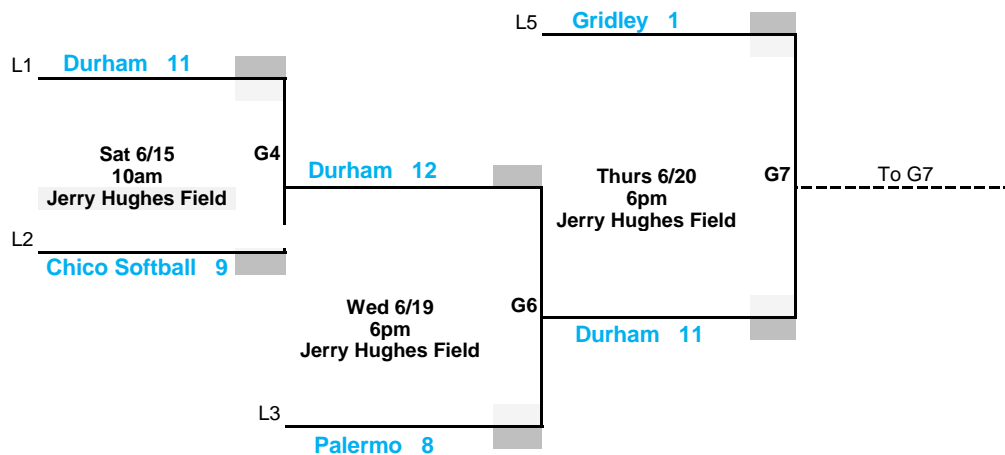 L5 Gridley 1
L1 Durham 11
Sat 6/15
10am
Jerry Hughes Field
G4
Durham 12
Thurs 6/20
6pm
Jerry Hughes Field
G7
To G7
L2
Chico Softball 9
Wed 6/19
6pm
Jerry Hughes Field
G6
Durham 11
L3
Palermo 8